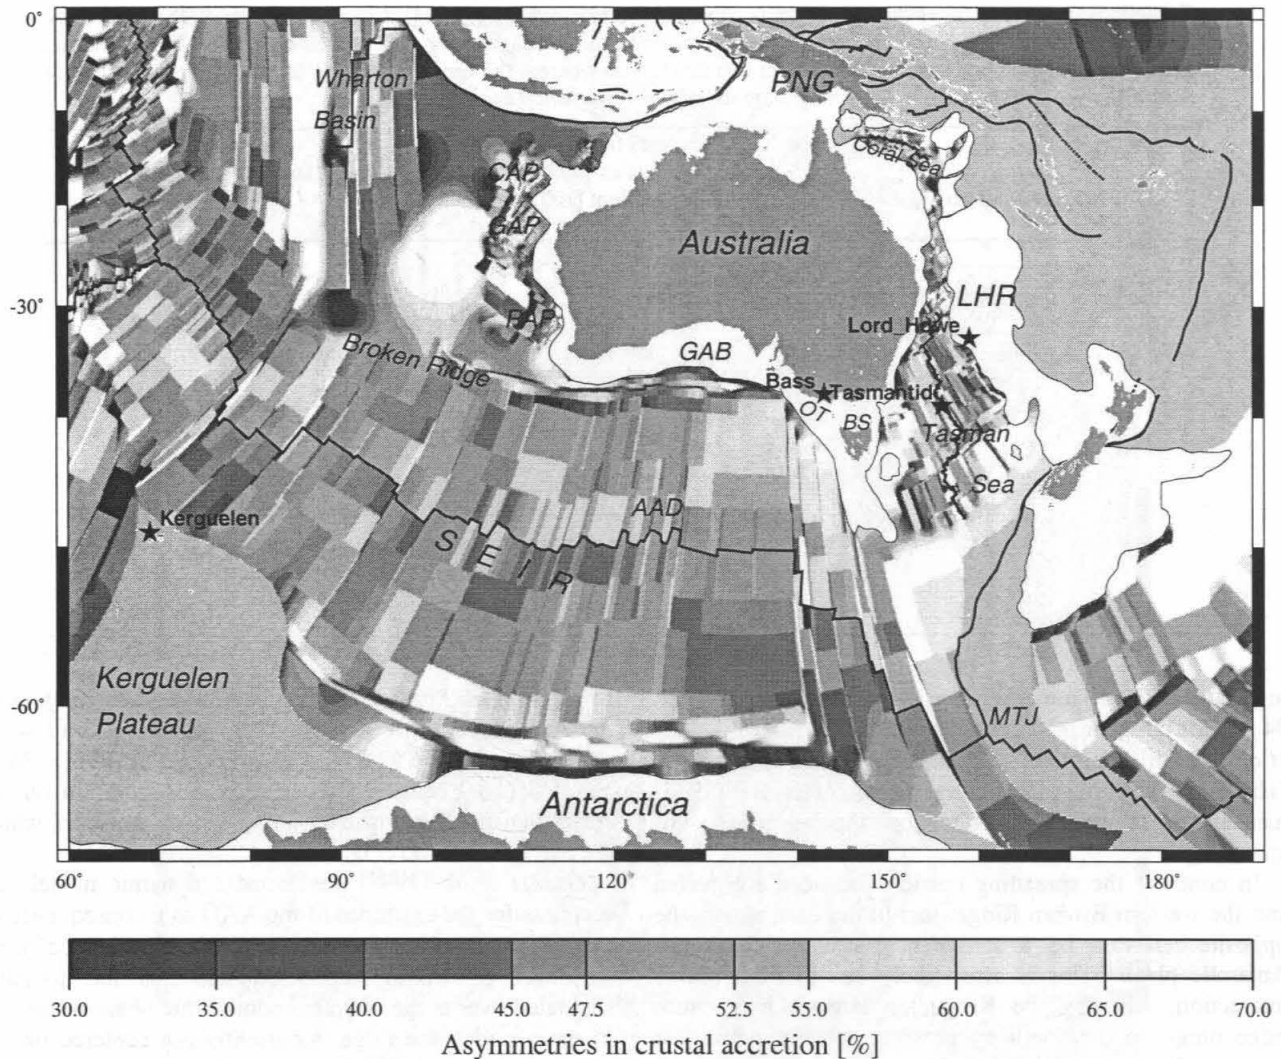 0°
Wharton
Basin
PNG
Coral Sea
CAP
GAP
Australia
-30°
PAP
LHR
Lord Howe
Broken Ridge
GAB
Bass
Tasmantid
OT
BS
Tasman
Sea
AAD
Kerguelen
S E I R
Kerguelen
Plateau
-60°
MTJ
Antarctica
60°
90°
120°
150°
180°
30.0 35.0 40.0 45.0 47.5 52.5 55.0 60.0 65.0 70.0
Asymmetries in crustal accretion [%]